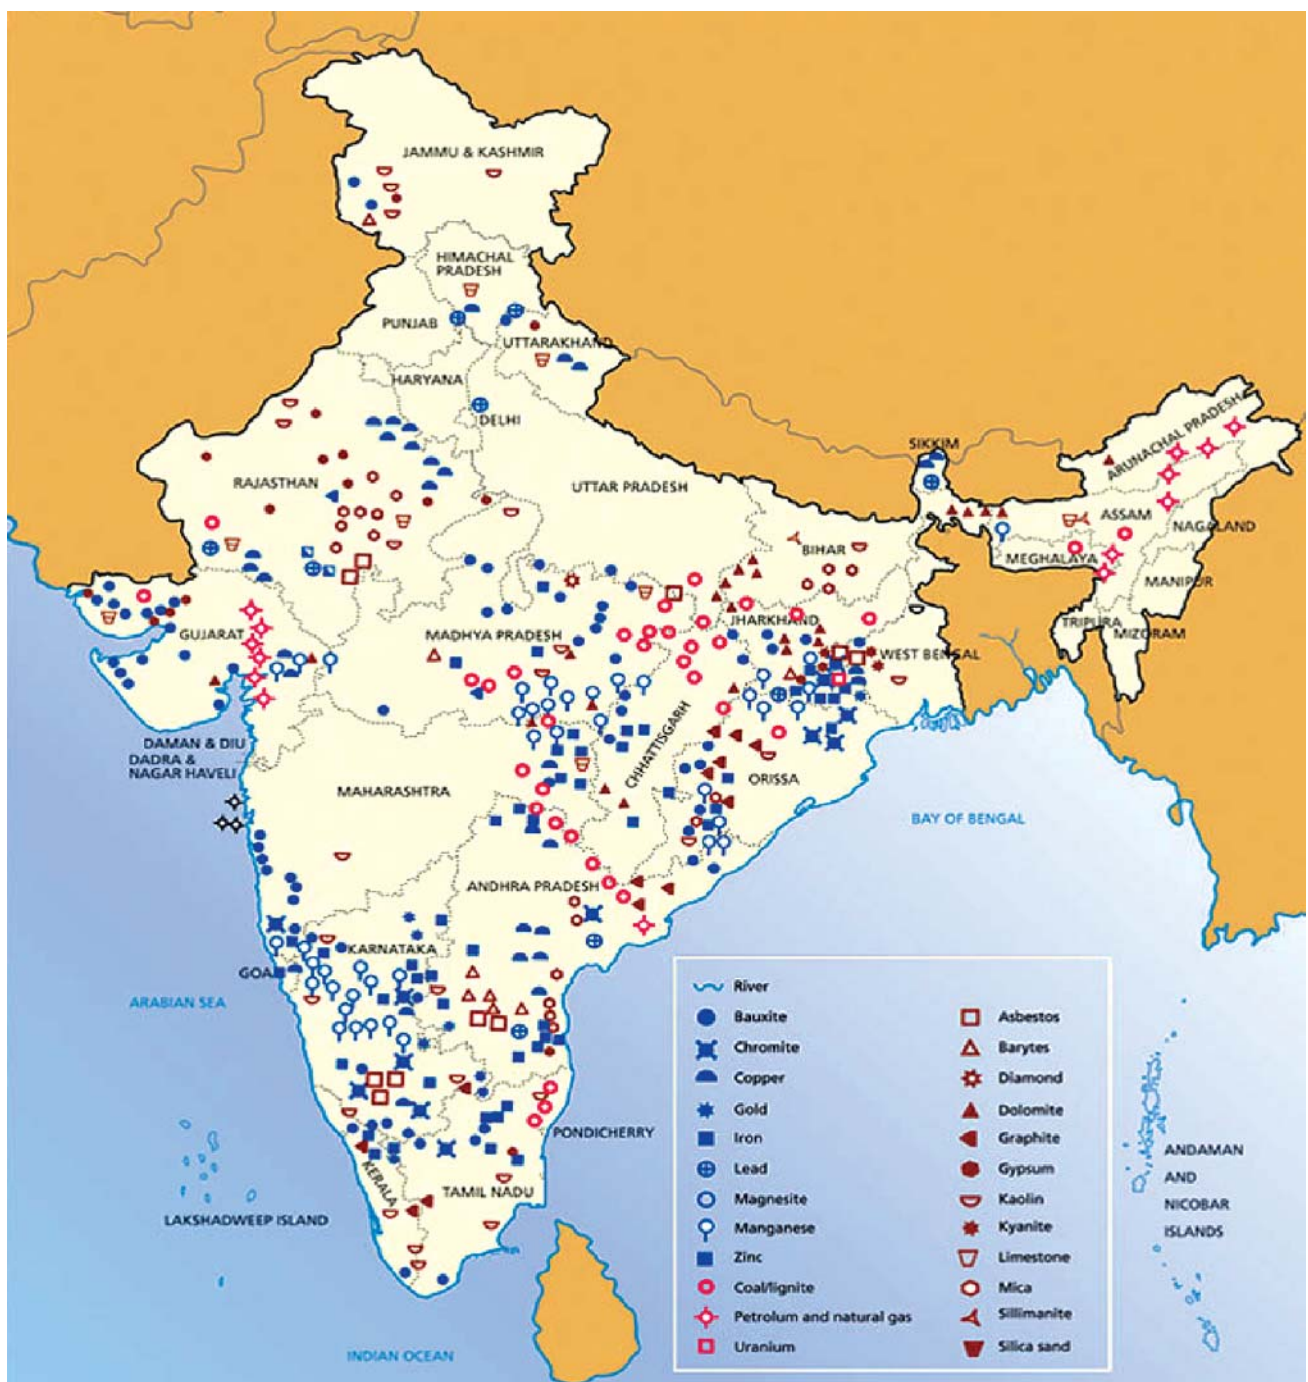 JAMMU & KASHMIR
HIMACHAL
PRADESH
PUNJAB
UTTARAKHAND
HARYANA
DELHI
ARUNACHAL PRADESH
SIKKIM
RAJASTHAN
UTTAR PRADESH
ASSAM
NAGALAND
BIHAR
MEGHALAYA
MANIPUR
GUJARAT
MADHYA PRADESH
JHARKHAND
TRIPURA
MIZORAM
WEST BENGAL
DAMAN & DIU
DADRA &
NAGAR HAVELI
CHHATTISGARH
ORISSA
MAHARASHTRA
BAY OF BENGAL
ANDHRA PRADESH
KARNATAKA
GOA
ARABIAN SEA
PONDICHERRY
KERALA
TAMIL NADU
LAKSHADWEEP ISLAND
INDIAN OCEAN
ANDAMAN
AND
NICOBAR
ISLANDS
River
Bauxite
Chromite
Copper
Gold
Iron
Lead
Magnesite
Manganese
Zinc
Coal/lignite
Petrolum and natural gas
Uranium
Asbestos
Barytes
Diamond
Dolomite
Graphite
Gypsum
Kaolin
Kyanite
Limestone
Mica
Sillimanite
Silica sand